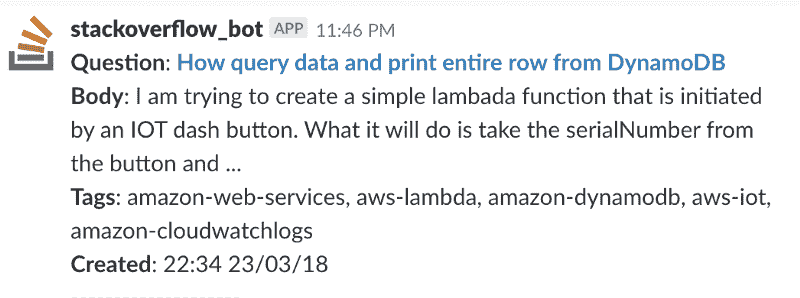 stackoverflow_bot APP 11:46 PM
Question: How query data and print entire row from DynamoDB
Body: I am trying to create a simple lambada function that is initiated
by an IOT dash button. What it will do is take the serialNumber from
the button and ...
Tags: amazon-web-services, aws-lambda, amazon-dynamodb, aws-iot,
amazon-cloudwatchlogs
Created: 22:34 23/03/18